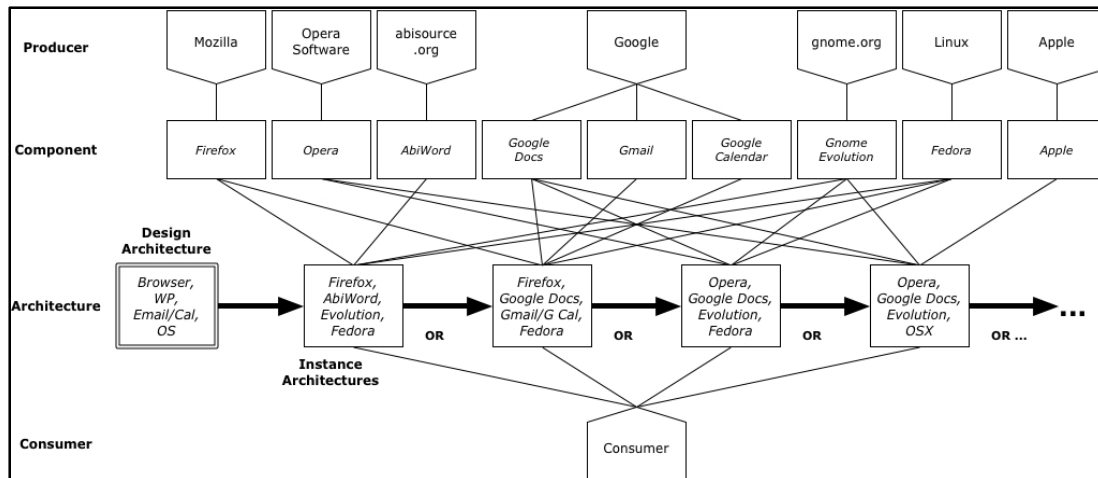 Producer
Mozilla
Opera
Software
abisource
.org
Google
gnome.org
Linux
Apple
Component
Firefox
Opera
AbiWord
Google
Docs
Gmail
Google
Calendar
Gnome
Evolution
Fedora
Apple
Design
Architecture
Architecture
Browser,
WP,
Email/Cal,
OS
Firefox,
AbiWord,
Evolution,
Fedora
OR
Firefox,
Google Docs,
Gmail/G Cal,
Fedora
OR
Opera,
Google Docs,
Evolution,
Fedora
OR
Opera,
Google Docs,
Evolution,
OSX
OR ...
...
Instance
Architectures
Consumer
Consumer